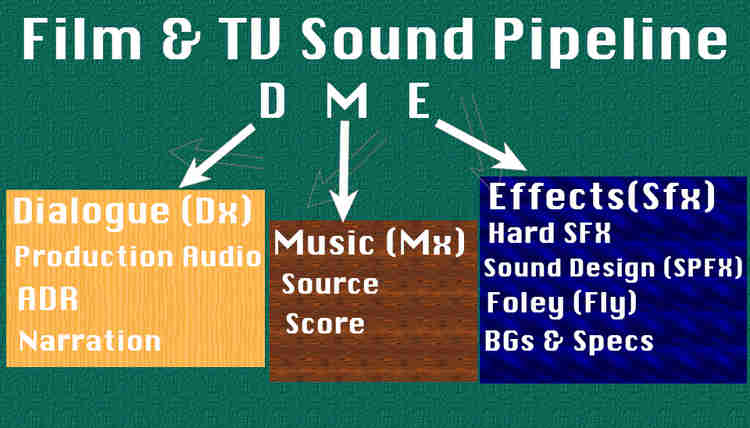 Film & TV Sound Pipeline
D M E
Dialogue (Dx)
Production Audio
ADR
Narration
Music (Mx)
Source
Score
Effects(Sfx)
Hard SFX
Sound Design (SPFX)
Foley (Fly)
BGs & Specs